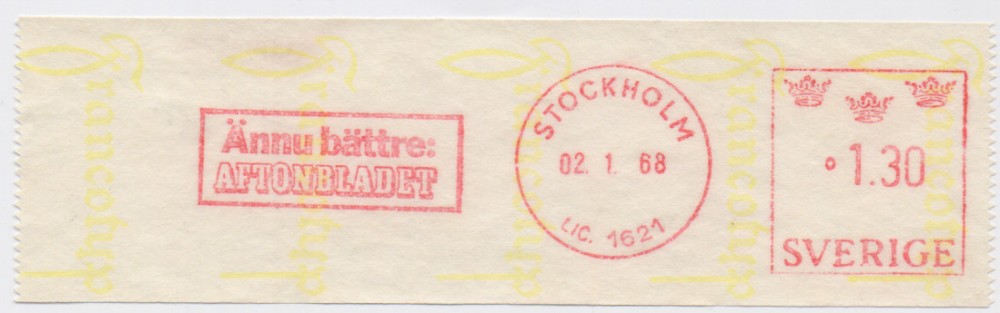 Ännu bättre:
AFTONBLADET
STOCKHOLM
02. 1. 68
LIC. 1621
1.30
SVERIGE